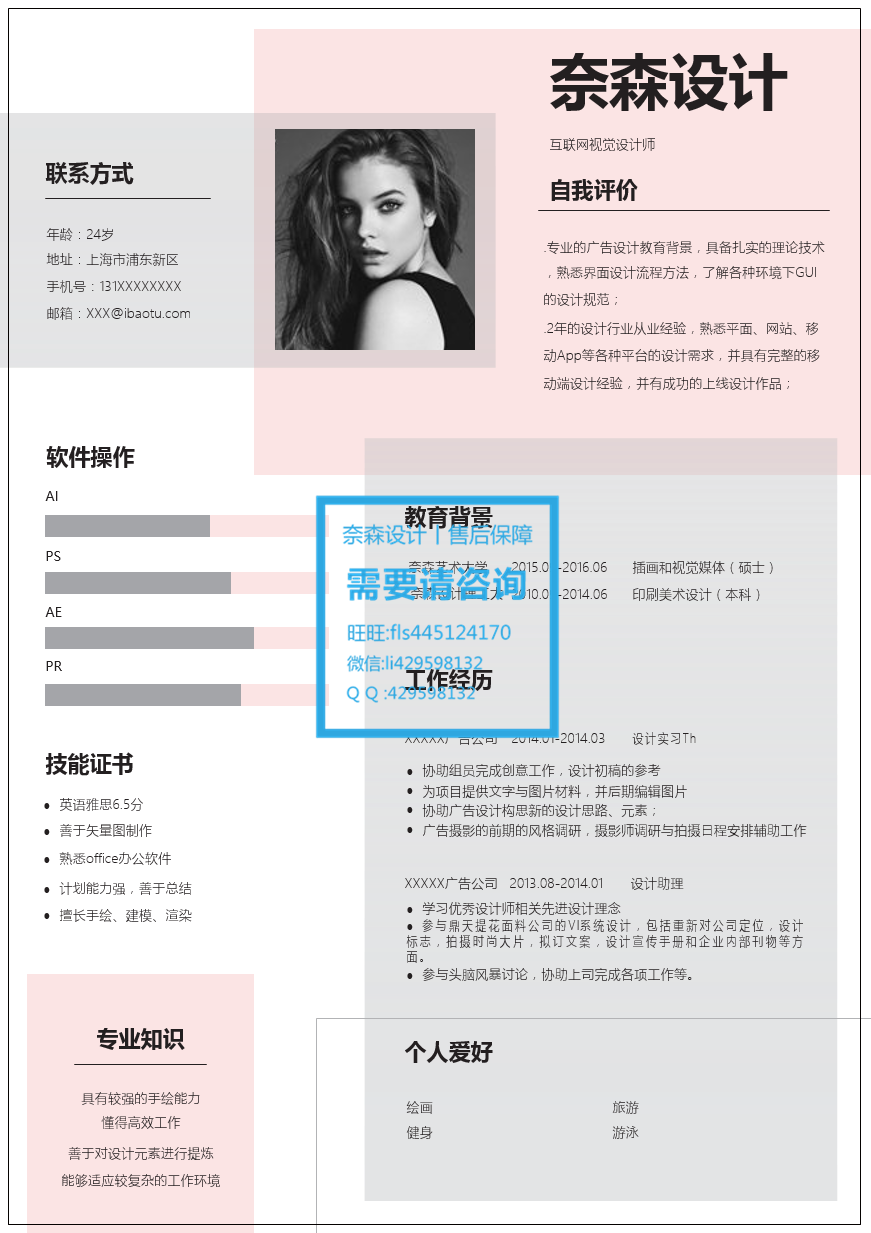 奈森设计
互联网视觉设计师
联系方式
年龄：24岁
地址：上海市浦东新区
手机号：131XXXXXXXX
邮箱：XXX@ibaotu.com
自我评价
.专业的广告设计教育背景，具备扎实的理论技术
，熟悉界面设计流程方法，了解各种环境下GUI
的设计规范；
.2年的设计行业从业经验，熟悉平面、网站、移
动App等各种平台的设计需求，并具有完整的移
动端设计经验，并有成功的上线设计作品；
软件操作
AI
PS
AE
PR
技能证书
● 英语雅思6.5分
● 善于矢量图制作
● 熟悉office办公软件
● 计划能力强，善于总结
● 擅长手绘、建模、渲染
专业知识
具有较强的手绘能力
懂得高效工作
善于对设计元素进行提炼
能够适应较复杂的工作环境
教育背景
奈森设计丨售后保障
奈森艺术大学 -2016.06 插画和视觉媒体（硕士）
需要请咨询
-2014.06 印刷美术设计（本科）
旺旺:fls445124170
微信:li429598132
工作经历
Q Q :429598132
XXXXX广告公司 2014.01-2014.03 设计实习Th
● 协助组员完成创意工作，设计初稿的参考
● 为项目提供文字与图片材料，并后期编辑图片
● 协助广告设计构思新的设计思路、元素；
● 广告摄影的前期的风格调研，摄影师调研与拍摄日程安排辅助工作
XXXXX广告公司 2013.08-2014.01 设计助理
● 学习优秀设计师相关先进设计理念
● 参与鼎天提花面料公司的VI系统设计，包括重新对公司定位，设计
标志，拍摄时尚大片，拟订文案，设计宣传手册和企业内部刊物等方
面。
● 参与头脑风暴讨论，协助上司完成各项工作等。
个人爱好
绘画 旅游
健身 游泳